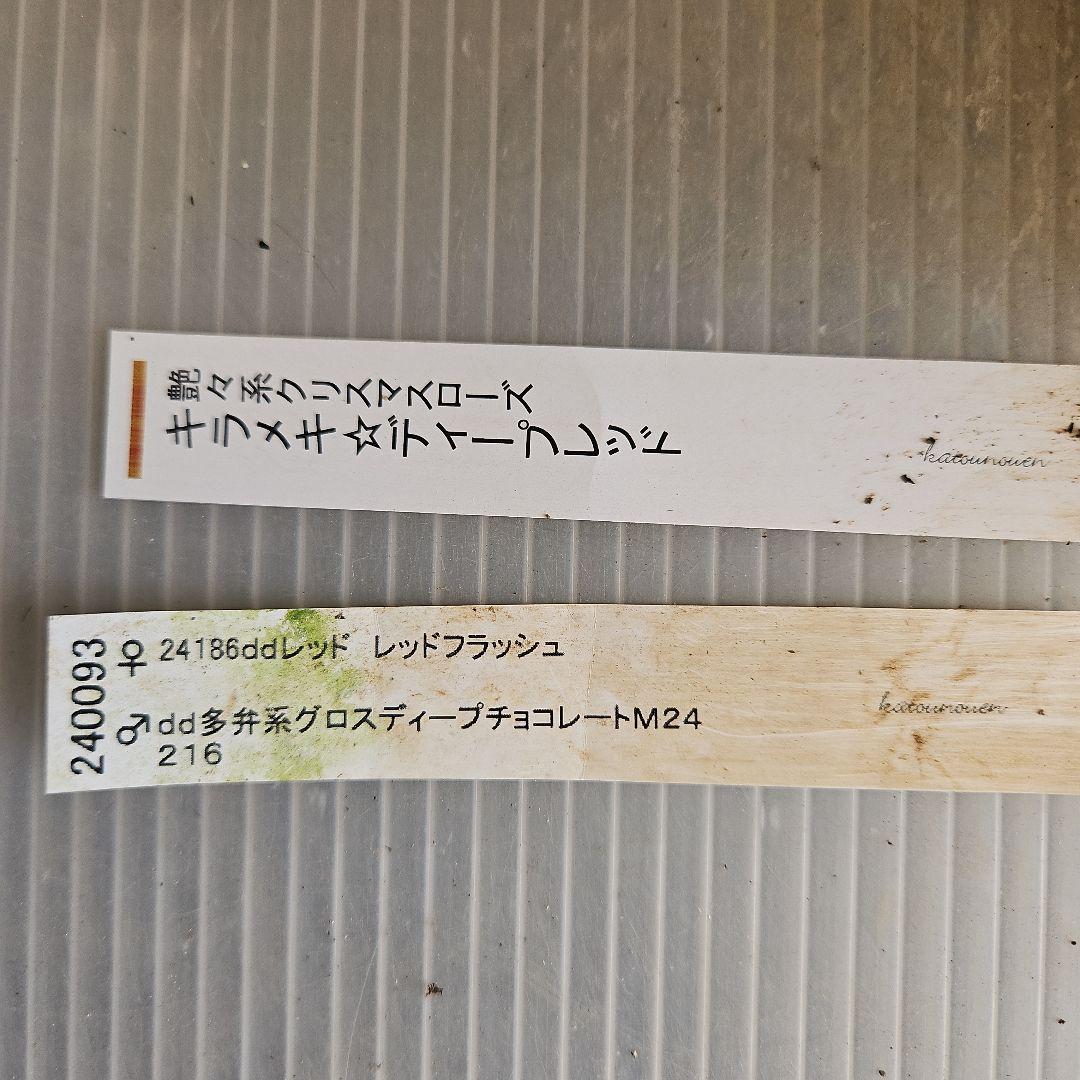 艶々系クリスマスローズ
キラメキ☆ディープレッド
katounouen
240093
♀ 24186ddレッド レッドフラッシュ
♂ dd多弁系グロスディープチョコレートM24
216
katounouen